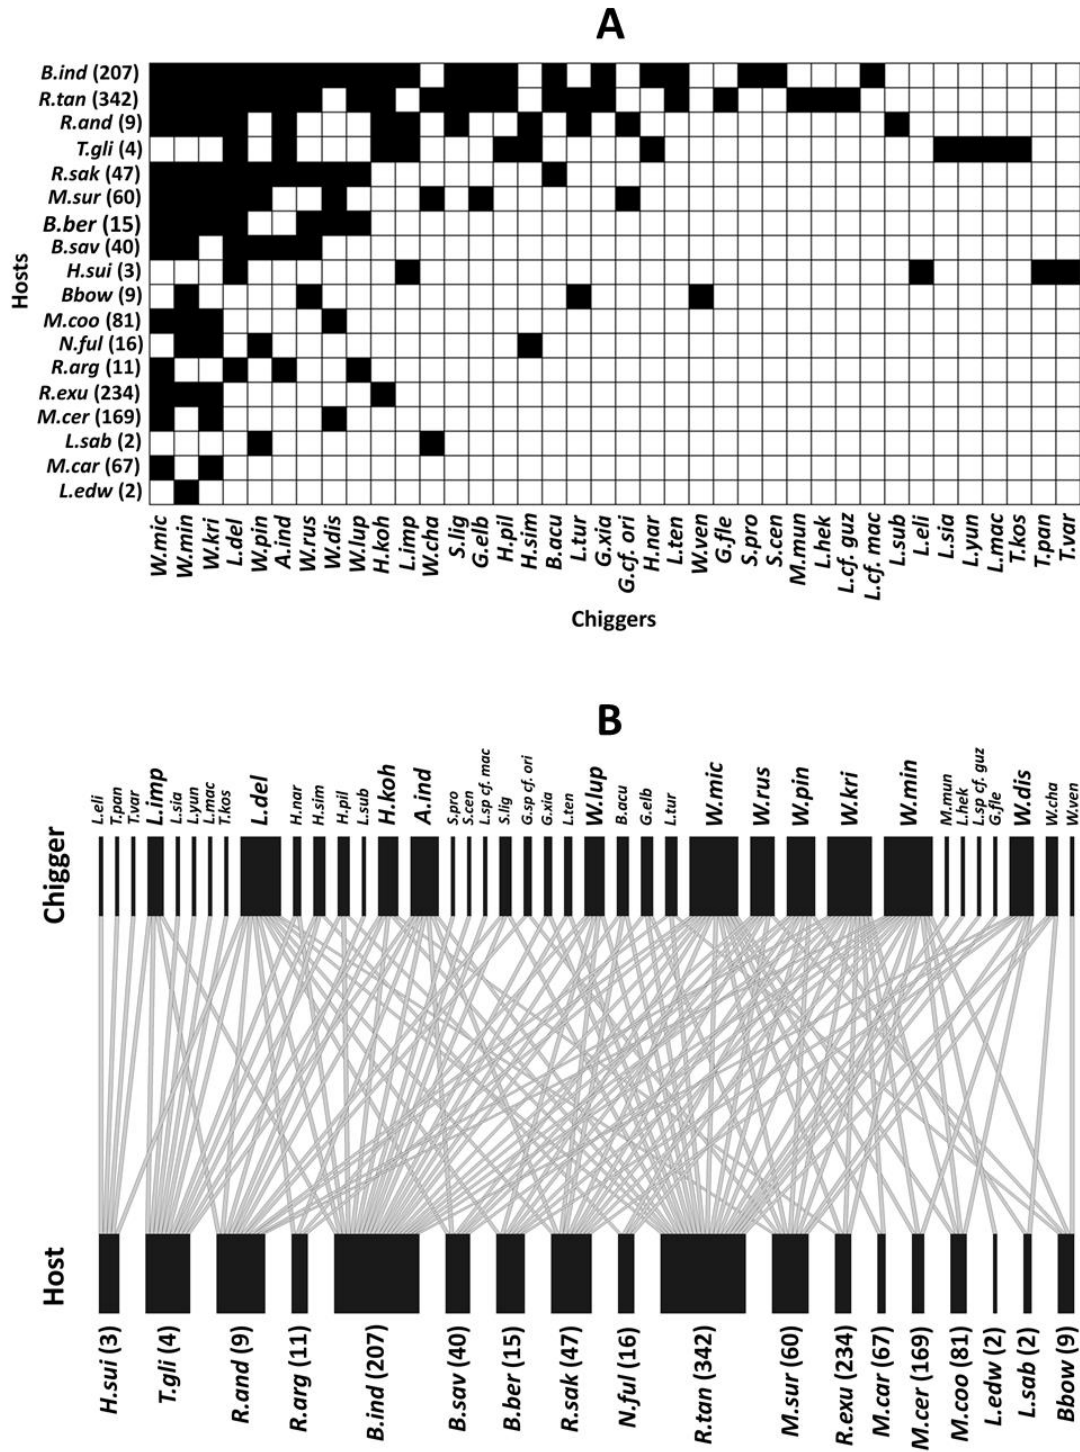 A
B.ind (207)
R.tan (342)
R.and (9)
T.gli (4)
R.sak (47)
M.sur (60)
B.ber (15)
B.sav (40)
H.sui (3)
Bbow (9)
M.coo (81)
N.ful (16)
R.arg (11)
R.exu (234)
M.cer (169)
L.sab (2)
M.car (67)
L.edw (2)
Hosts
W.mic
W.min
W.kri
L.del
W.pin
A.ind
W.rus
W.dis
W.lup
H.koh
L.imp
W.cha
S.lig
G.elb
H.pil
H.sim
B.acu
L.tur
G.xia
G.cf. ori
H.nar
L.ten
W.ven
G.fle
S.pro
S.cen
M.mun
L.hek
L.cf. guz
L.cf. mac
L.sub
L.eli
L.sia
L.yun
L.mac
T.kos
T.pan
T.var
Chiggers
B
L.eli
T.pan
T.var
L.imp
L.sia
L.yun
L.mac
T.kos
L.del
H.nar
H.sim
H.pil
L.sub
H.koh
A.ind
S.pro
S.cen
L.sp cf. mac
S.lig
G.sp cf. ori
G.xia
L.ten
W.lup
B.acu
G.elb
L.tur
W.mic
W.rus
W.pin
W.kri
W.min
M.mun
L.hek
L.sp cf. guz
G.fle
W.dis
W.cha
W.ven
Chigger
Host
H.sui (3)
T.gli (4)
R.and (9)
R.arg (11)
B.ind (207)
B.sav (40)
B.ber (15)
R.sak (47)
N.ful (16)
R.tan (342)
M.sur (60)
R.exu (234)
M.car (67)
M.cer (169)
M.coo (81)
L.edw (2)
L.sab (2)
Bbow (9)